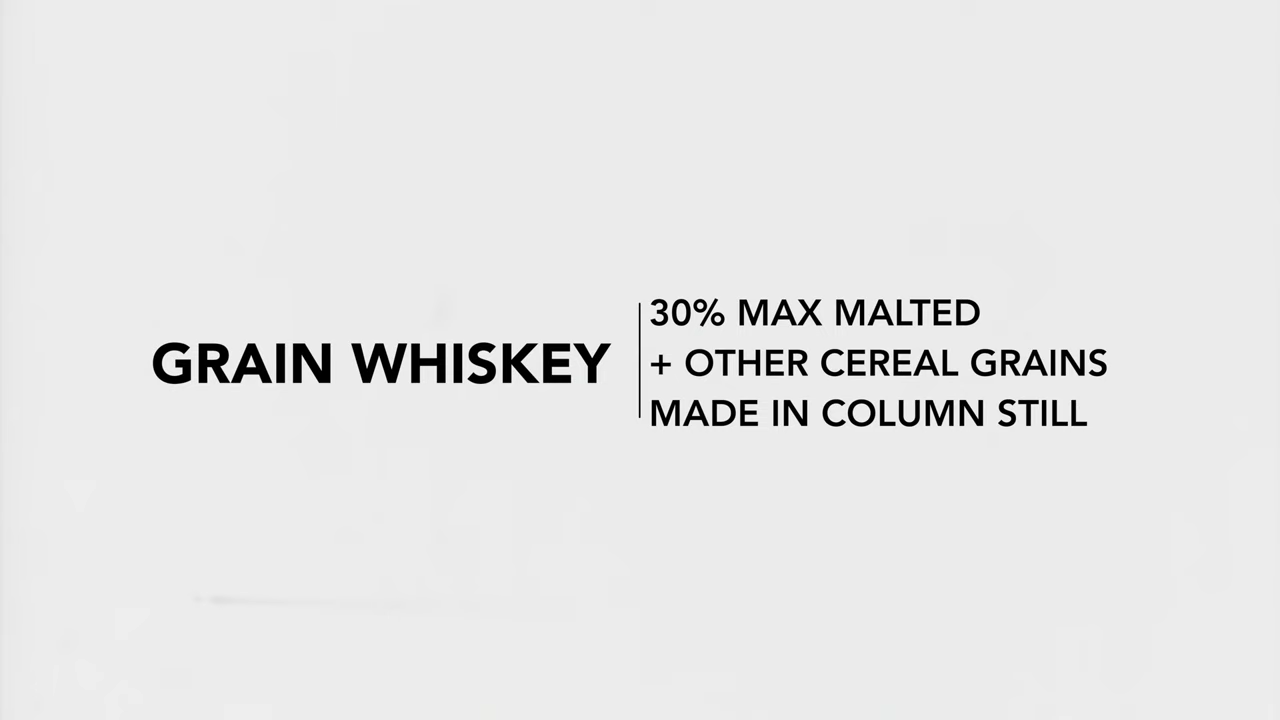 GRAIN WHISKEY
30% MAX MALTED
+ OTHER CEREAL GRAINS
MADE IN COLUMN STILL